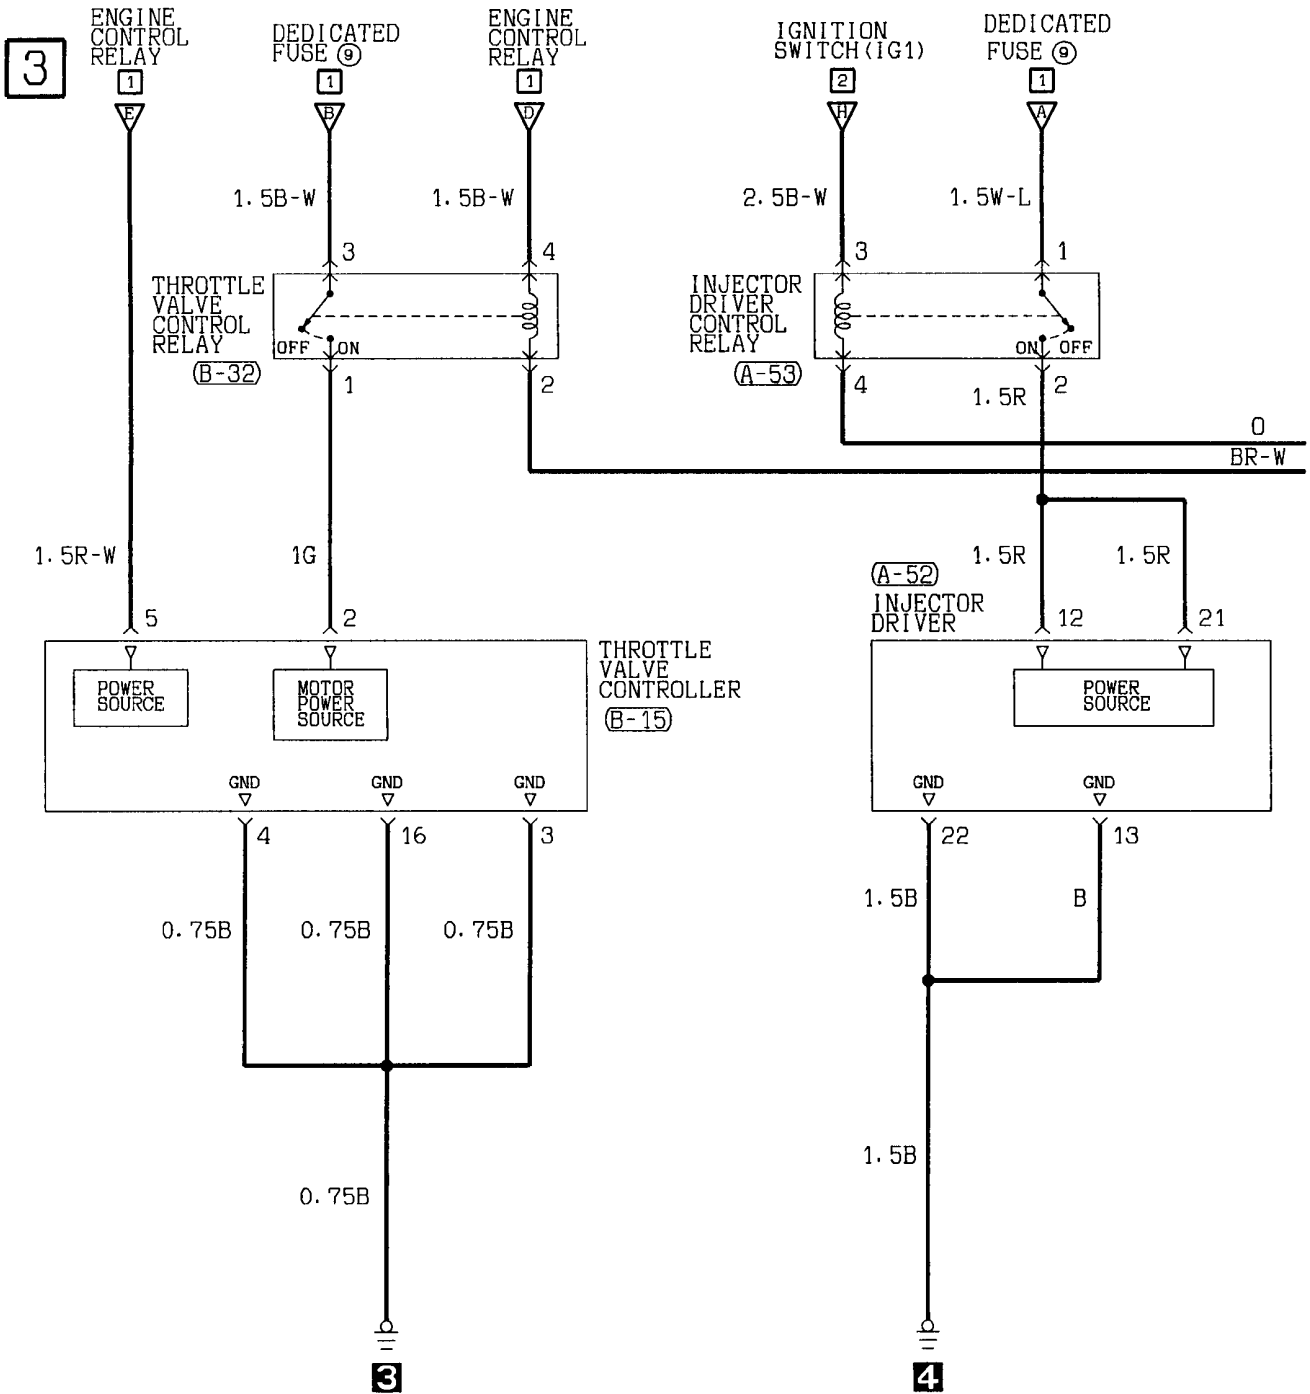 3
ENGINE
CONTROL
RELAY
1
E
DEDICATED
FUSE ⑨
1
B
ENGINE
CONTROL
RELAY
1
D
IGNITION
SWITCH(IG1)
2
H
DEDICATED
FUSE ⑨
1
A
1.5B-W
1.5B-W
2.5B-W
1.5W-L
3
4
3
1
THROTTLE
VALVE
CONTROL
RELAY
B-32
OFF
ON
1
2
INJECTOR
DRIVER
CONTROL
RELAY
A-53
ON
OFF
4
2
1.5R
O
BR-W
1.5R-W
1G
1.5R
1.5R
A-52
INJECTOR
DRIVER
5
2
12
21
THROTTLE
VALVE
CONTROLLER
B-15
POWER
SOURCE
MOTOR
POWER
SOURCE
POWER
SOURCE
GND
GND
GND
GND
GND
4
16
3
22
13
0.75B
0.75B
0.75B
1.5B
B
0.75B
1.5B
3
4